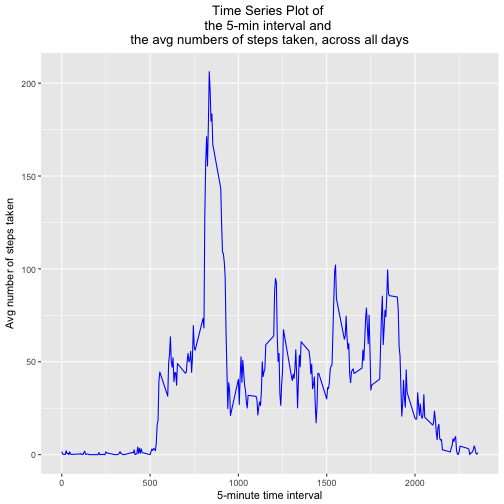 Time Series Plot of
the 5-min interval and
the avg numbers of steps taken, across all days
Avg number of steps taken
200
150
100
50
0
0
500
1000
1500
2000
5-minute time interval